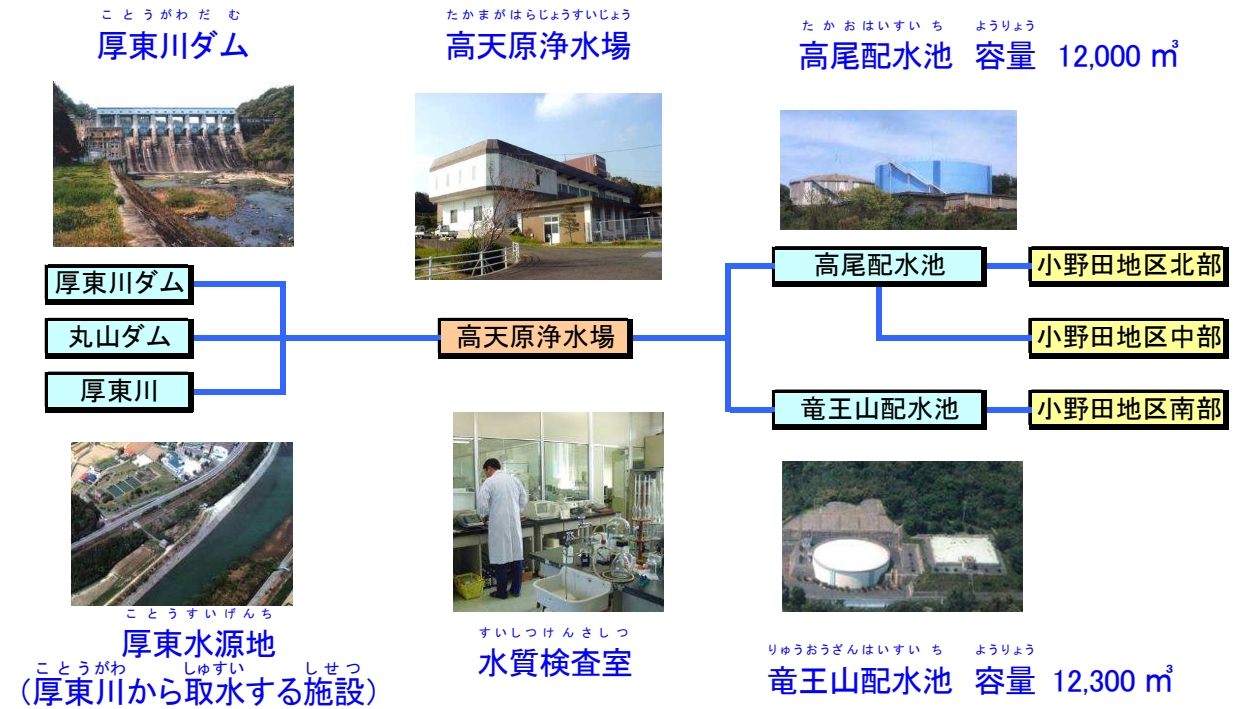 ことうがわだむ
厚東川ダム
たかまがはらじょうすいじょう
高天原浄水場
たかおはいすいち ようりょう
高尾配水池 容量 12,000 ㎥
厚東川ダム
丸山ダム
厚東川
高天原浄水場
高尾配水池
竜王山配水池
小野田地区北部
小野田地区中部
小野田地区南部
ことうすいげんち
厚東水源地
ことうがわ しゅすい しせつ
（厚東川から取水する施設）
すいしつけんさしつ
水質検査室
りゅうおうざんはいすいち ようりょう
竜王山配水池 容量 12,300 ㎥